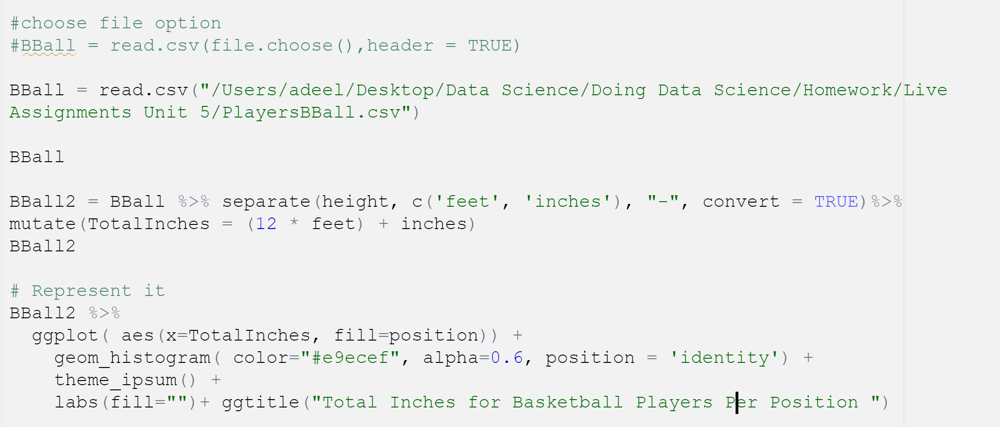 #choose file option
#BBall = read.csv(file.choose(),header = TRUE)
BBall = read.csv("/Users/adeel/Desktop/Data Science/Doing Data Science/Homework/Live
Assignments Unit 5/PlayersBBall.csv")
BBall
BBall2 = BBall %>% separate(height, c('feet', 'inches'), "-", convert = TRUE)%>%
mutate(TotalInches = (12 * feet) + inches)
BBall2
# Represent it
BBall2 %>%
  ggplot( aes(x=TotalInches, fill=position)) +
    geom_histogram( color="#e9ecef", alpha=0.6, position = 'identity') +
    theme_ipsum() +
    labs(fill="")+ ggtitle("Total Inches for Basketball Players Per Position ")